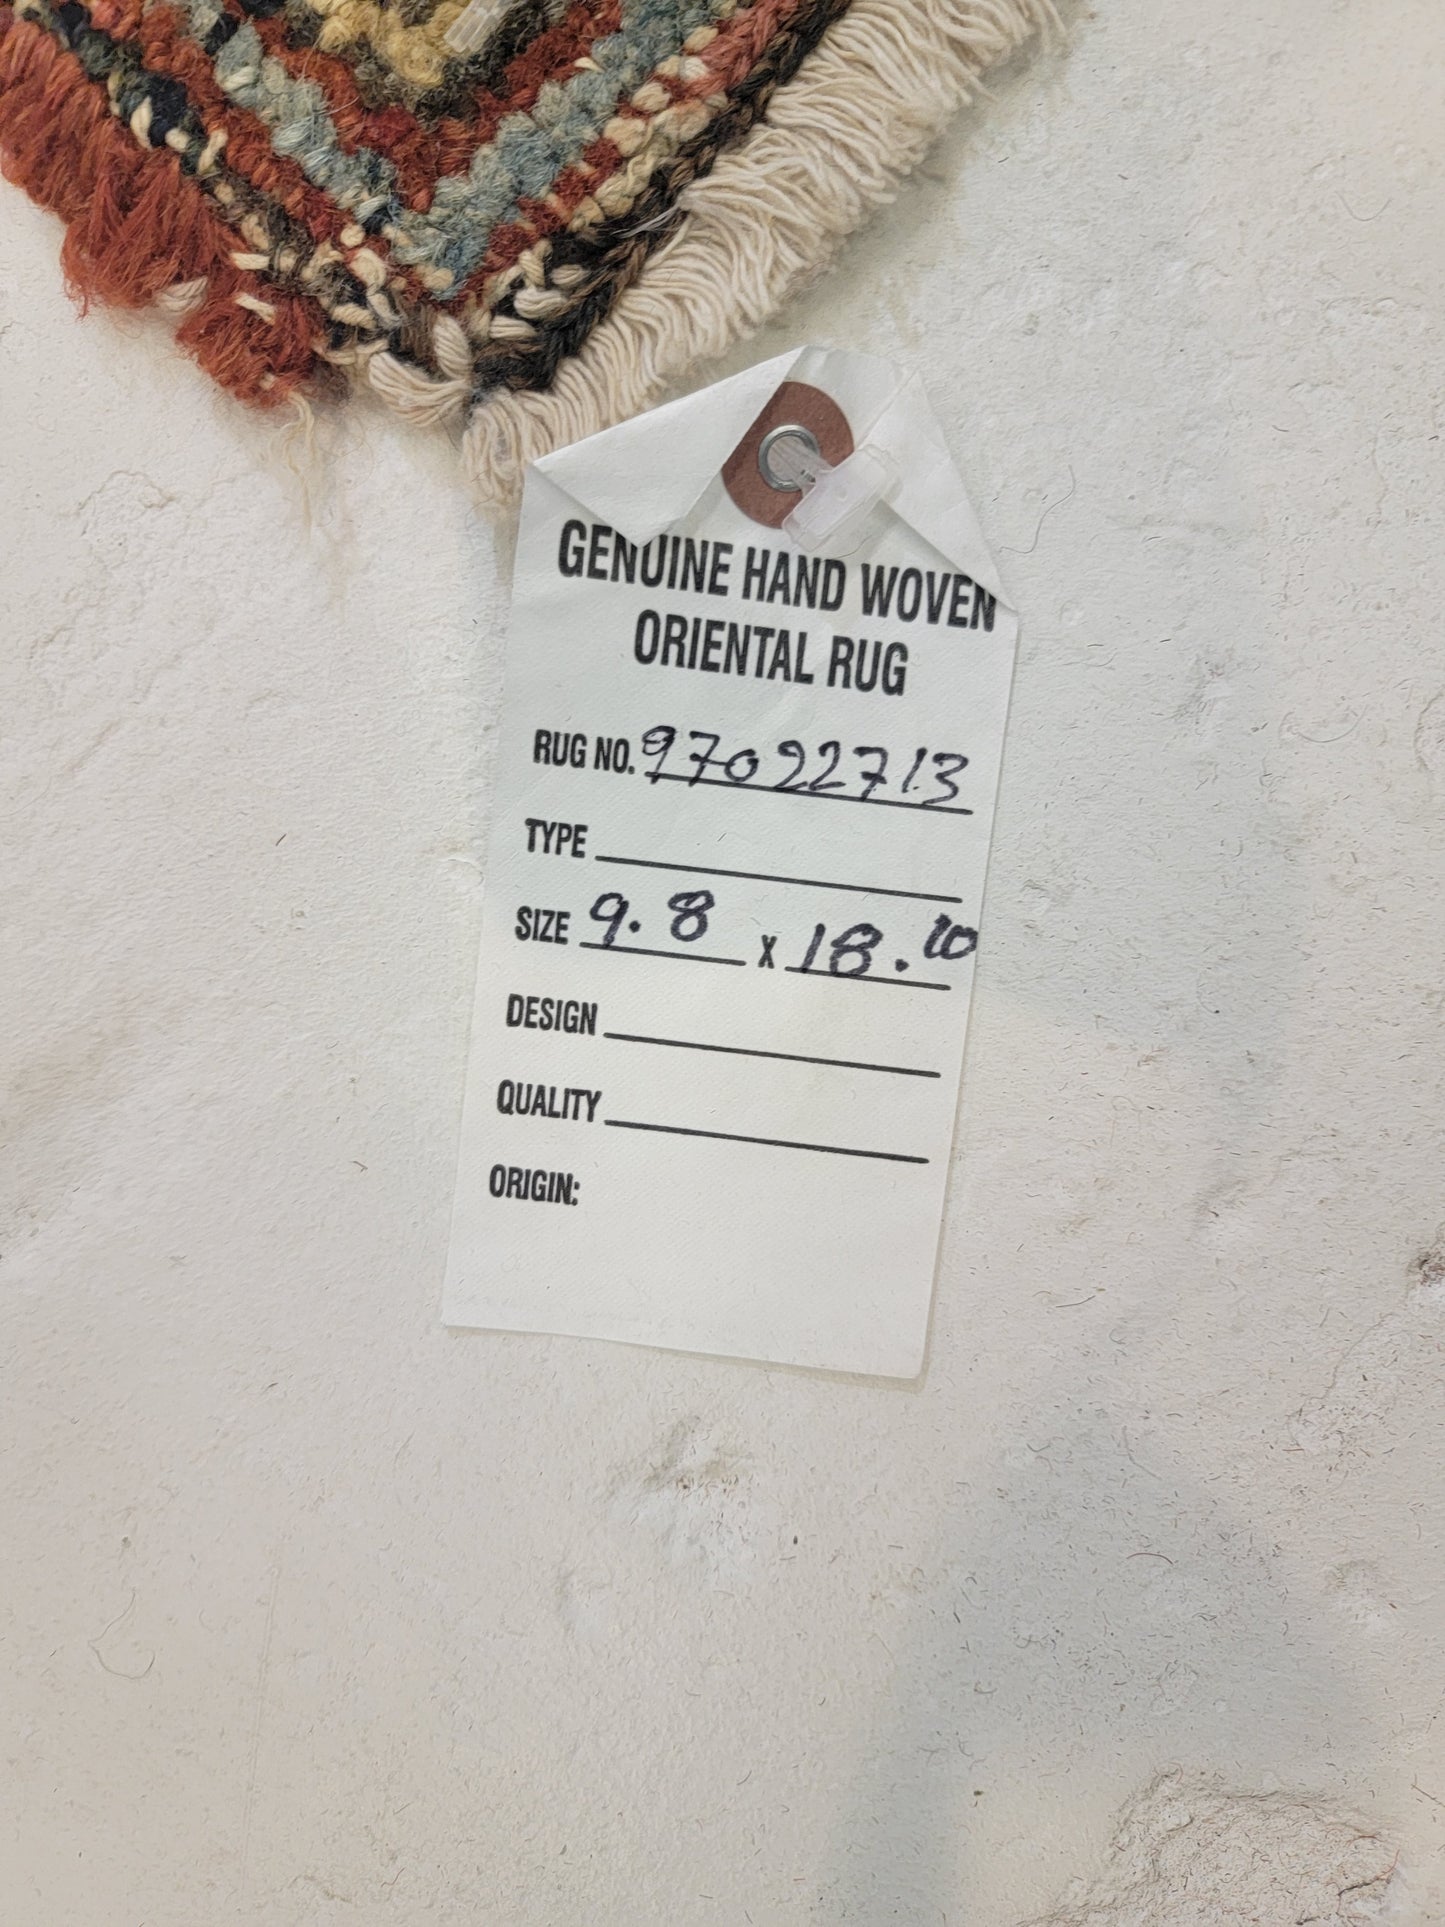 GENUINE HAND WOVEN
ORIENTAL RUG
RUG NO. 97022713
TYPE
SIZE 9.8 X 18.10
DESIGN
QUALITY
ORIGIN: